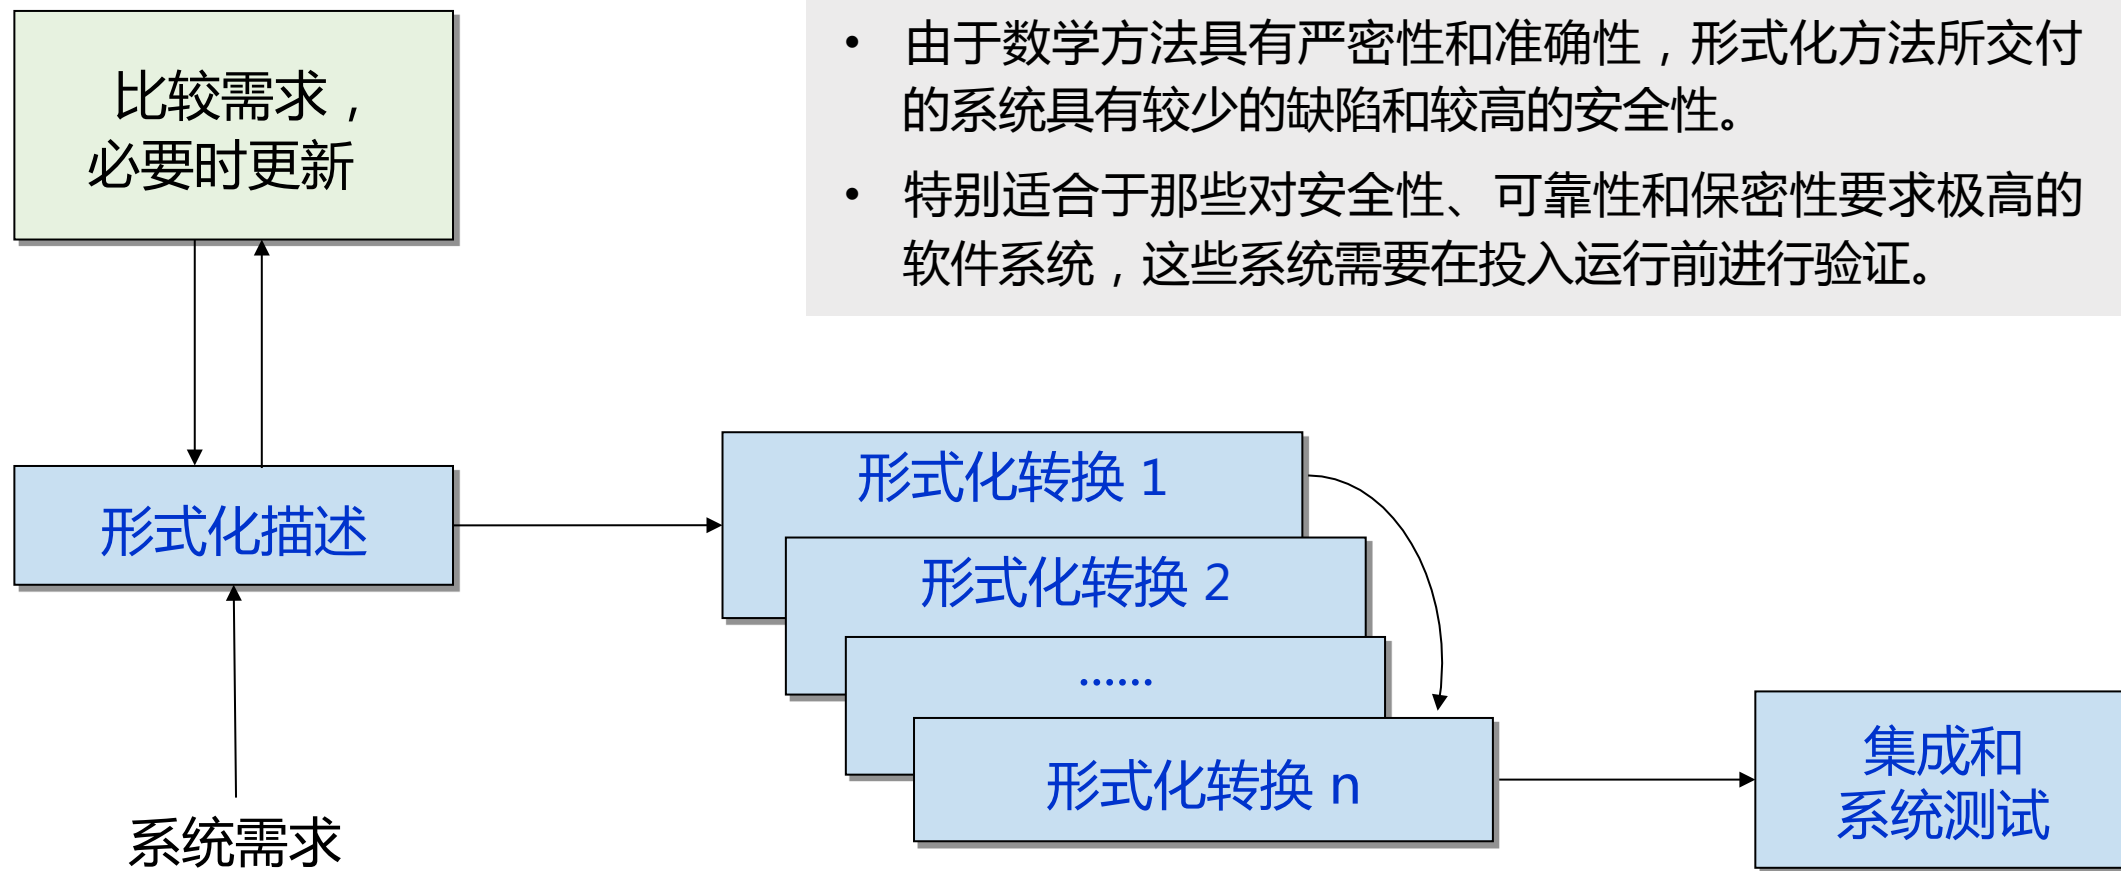 比较需求，
必要时更新
• 由于数学方法具有严密性和准确性，形式化方法所交付
的系统具有较少的缺陷和较高的安全性。
• 特别适合于那些对安全性、可靠性和保密性要求极高的
软件系统，这些系统需要在投入运行前进行验证。
形式化描述
系统需求
形式化转换 1
形式化转换 2
……
形式化转换 n
集成和
系统测试